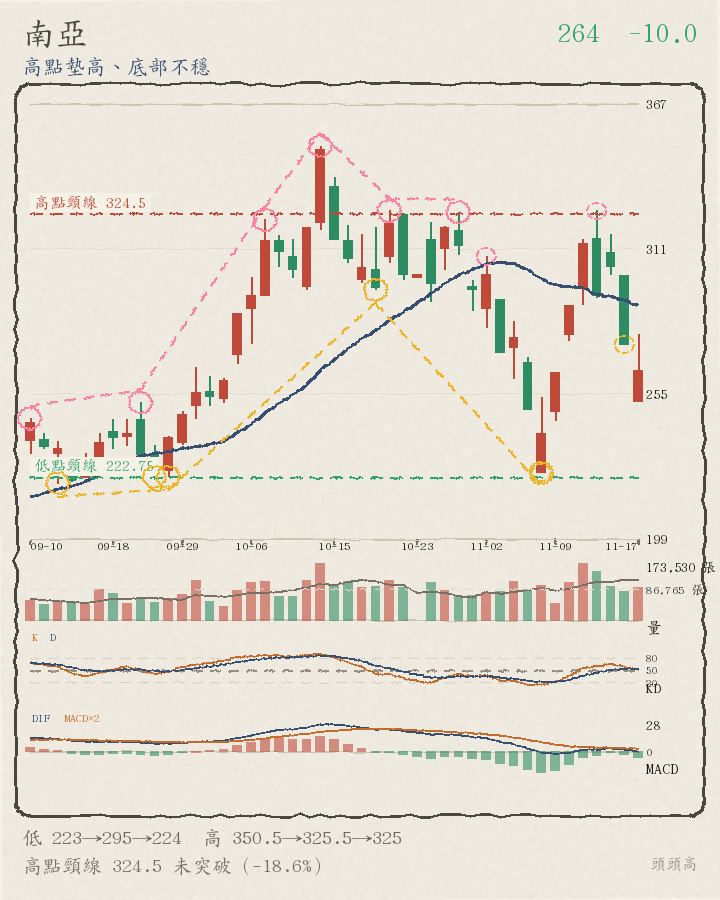 南亞
264 -10.0
高點墊高、底部不穩
367
高點頸線 324.5
311
255
低點頸線 222.75
199
09-10 09-18 09-29 10-06 10-15 10-23 11-02 11-09 11-17
173,530 張
86,765 張
量
K D
80
50
20
KD
DIF MACD×2
28
0
MACD
低 223→295→224 高 350.5→325.5→325
高點頸線 324.5 未突破 (-18.6%)
頭頭高